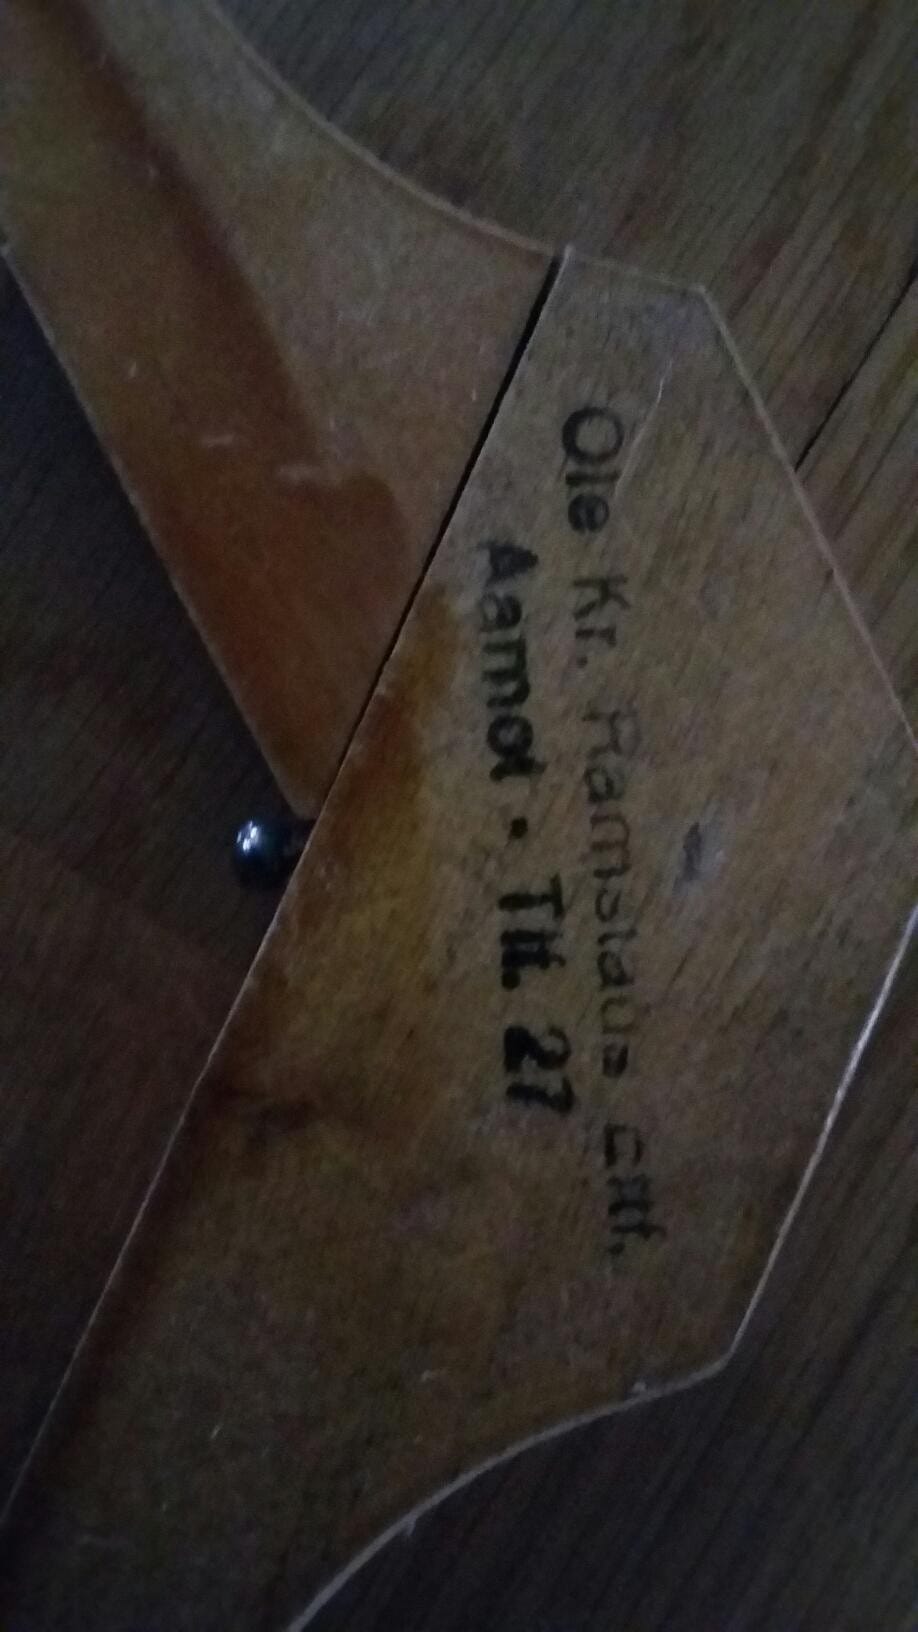 Ole Kr. Ramstads Eftf.
Aamot · Tlf. 27